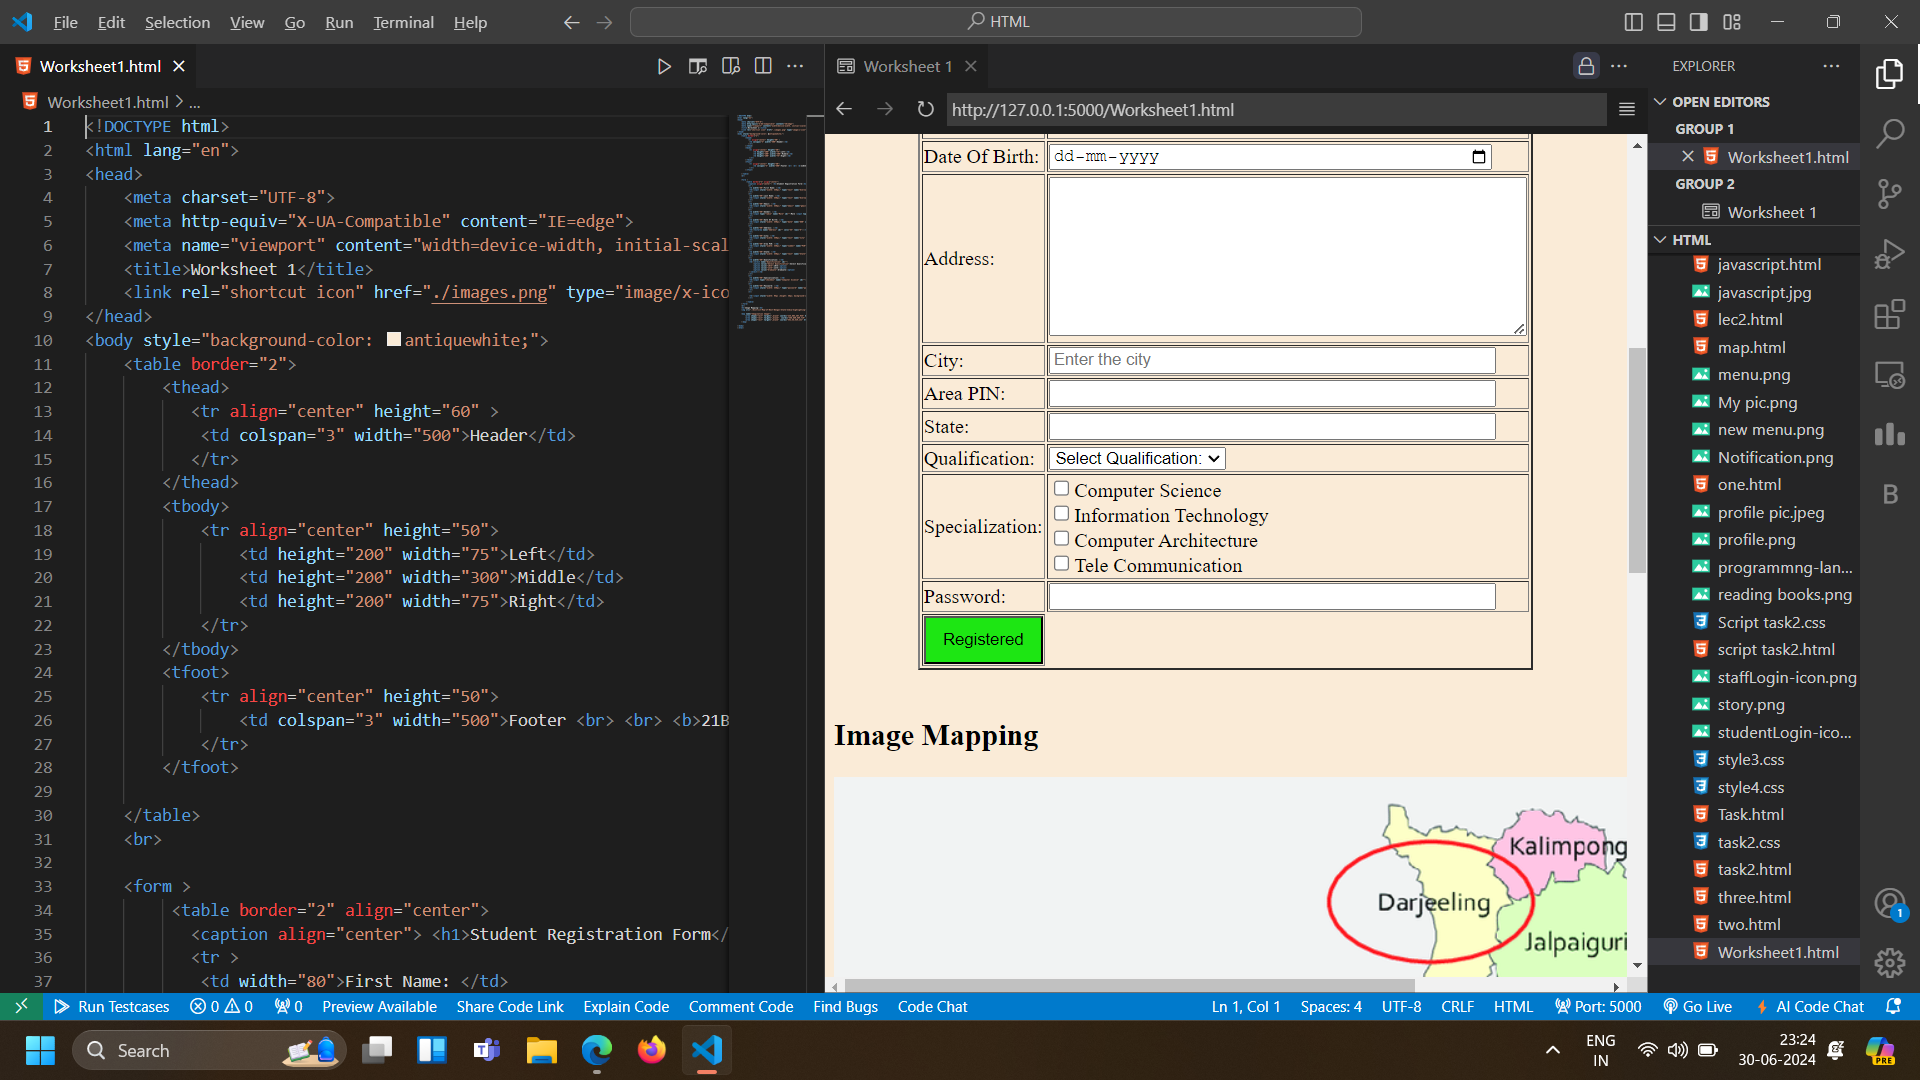 File Edit Selection View Go Run Terminal Help
HTML
Worksheet1.html
Worksheet1.html > ...
1 <!DOCTYPE html>
2 <html lang="en">
3 <head>
4 <meta charset="UTF-8">
5 <meta http-equiv="X-UA-Compatible" content="IE=edge">
6 <meta name="viewport" content="width=device-width, initial-scal
7 <title>Worksheet 1</title>
8 <link rel="shortcut icon" href="./images.png" type="image/x-ico
9 </head>
10 <body style="background-color: antiquewhite;">
11 <table border="2">
12 <thead>
13 <tr align="center" height="60" >
14 <td colspan="3" width="500">Header</td>
15 </tr>
16 </thead>
17 <tbody>
18 <tr align="center" height="50">
19 <td height="200" width="75">Left</td>
20 <td height="200" width="300">Middle</td>
21 <td height="200" width="75">Right</td>
22 </tr>
23 </tbody>
24 <tfoot>
25 <tr align="center" height="50">
26 <td colspan="3" width="500">Footer <br> <br> <b>21B
27 </tr>
28 </tfoot>
29
30 </table>
31 <br>
32
33 <form >
34 <table border="2" align="center">
35 <caption align="center"> <h1>Student Registration Form</
36 <tr >
37 <td width="80">First Name: </td>
Worksheet 1
http://127.0.0.1:5000/Worksheet1.html
Date Of Birth: dd-mm-yyyy
Address:
City: Enter the city
Area PIN:
State:
Qualification: Select Qualification:
Specialization:
Computer Science
Information Technology
Computer Architecture
Tele Communication
Password:
Registered
Image Mapping
Kalimpong
Darjeeling
Jalpaiguri
EXPLORER
OPEN EDITORS
GROUP 1
Worksheet1.html
GROUP 2
Worksheet 1
HTML
javascript.html
javascript.jpg
lec2.html
map.html
menu.png
My pic.png
new menu.png
Notification.png
one.html
profile pic.jpeg
profile.png
programmng-lan...
reading books.png
Script task2.css
script task2.html
staffLogin-icon.png
story.png
studentLogin-ico...
style3.css
style4.css
Task.html
task2.css
task2.html
three.html
two.html
Worksheet1.html
B
1
Run Testcases 0 0 0 Preview Available Share Code Link Explain Code Comment Code Find Bugs Code Chat Ln 1, Col 1 Spaces: 4 UTF-8 CRLF HTML Port: 5000 Go Live AI Code Chat
Search
ENG
IN
23:24
30-06-2024
PRE